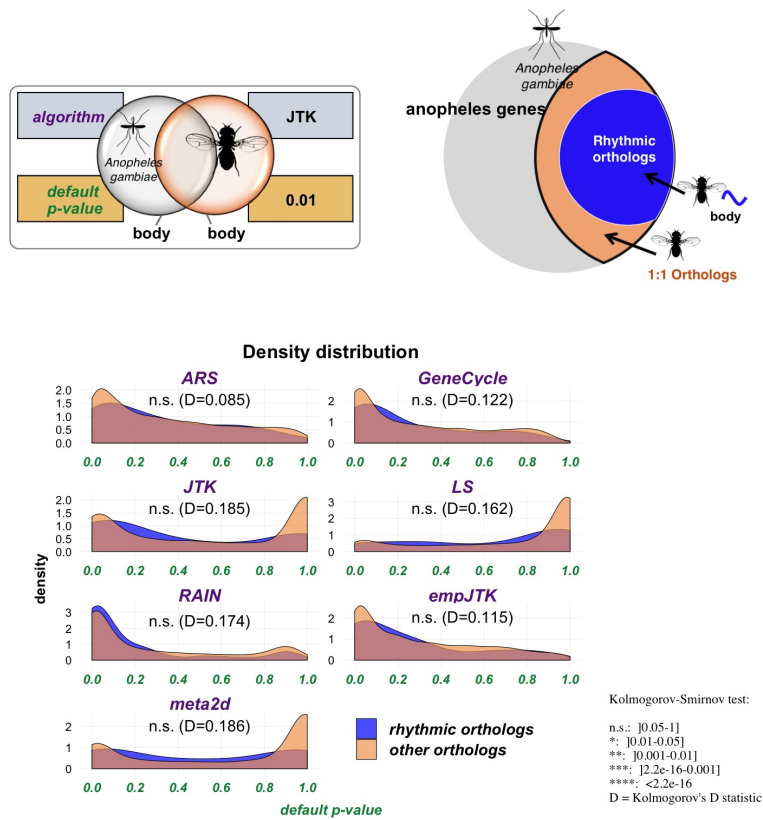 algorithm
JTK
Anopheles
gambiae
default
p-value
0.01
body
body
Anopheles
gambiae
anopheles genes
Rhythmic
orthologs
body
1:1 Orthologs
Density distribution
density
ARS
n.s. (D=0.085)
2.0
1.5
1.0
0.5
0.0
0.0 0.2 0.4 0.6 0.8 1.0
GeneCycle
n.s. (D=0.122)
2
1
0
0.0 0.2 0.4 0.6 0.8 1.0
JTK
n.s. (D=0.185)
2.0
1.5
1.0
0.5
0.0
0.0 0.2 0.4 0.6 0.8 1.0
LS
n.s. (D=0.162)
3
2
1
0
0.0 0.2 0.4 0.6 0.8 1.0
RAIN
n.s. (D=0.174)
3
2
1
0
0.0 0.2 0.4 0.6 0.8 1.0
empJTK
n.s. (D=0.115)
2
1
0
0.0 0.2 0.4 0.6 0.8 1.0
meta2d
n.s. (D=0.186)
2
1
0
0.0 0.2 0.4 0.6 0.8 1.0
default p-value
rhythmic orthologs
other orthologs
Kolmogorov-Smirnov test:
n.s.: ]0.05-1]
*: ]0.01-0.05]
**: ]0.001-0.01]
***: ]2.2e-16-0.001]
****: <2.2e-16
D = Kolmogorov's D statistic